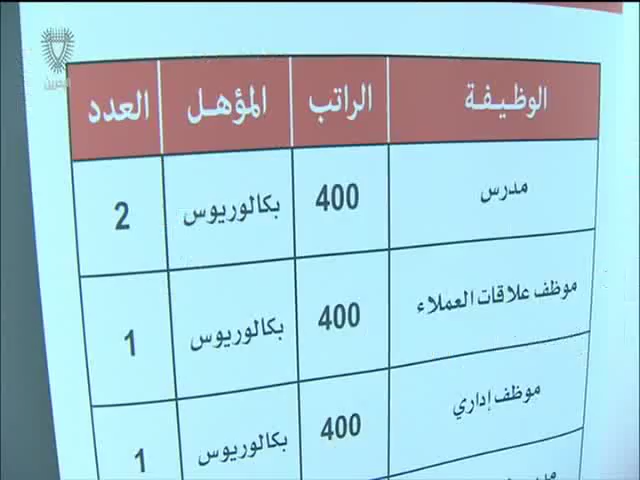 البحرين
الوظيفة الراتب المؤهل العدد
مدرس 400 بكالوريوس 2
موظف علاقات العملاء 400 بكالوريوس 1
موظف إداري 400 بكالوريوس 1